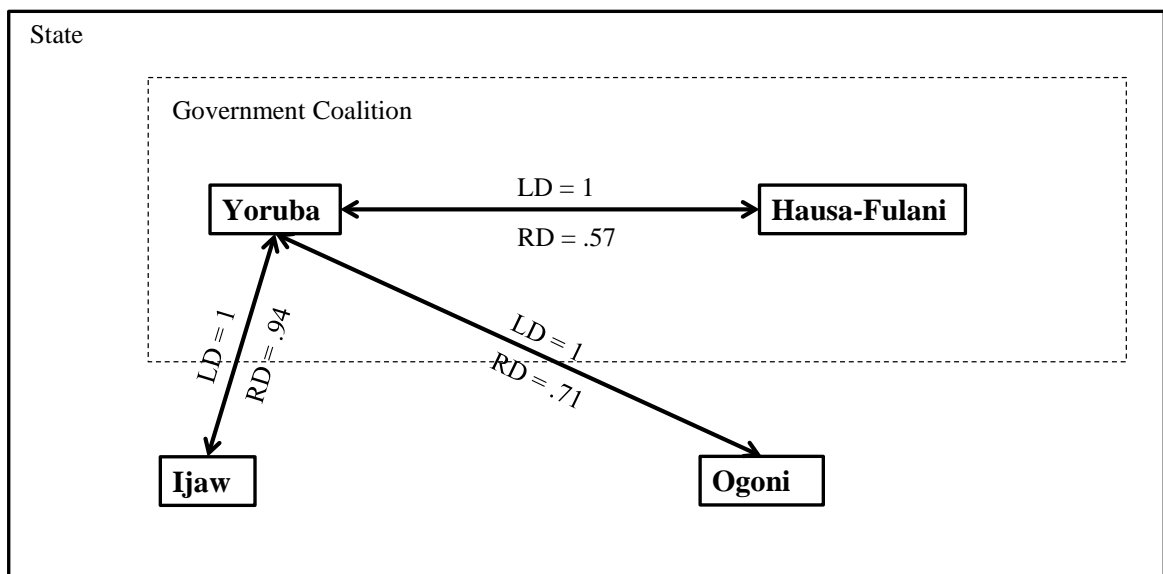 State
Government Coalition
LD = 1
Yoruba
Hausa-Fulani
RD = .57
LD = 1
RD = .94
LD = 1
RD = .71
Ijaw
Ogoni